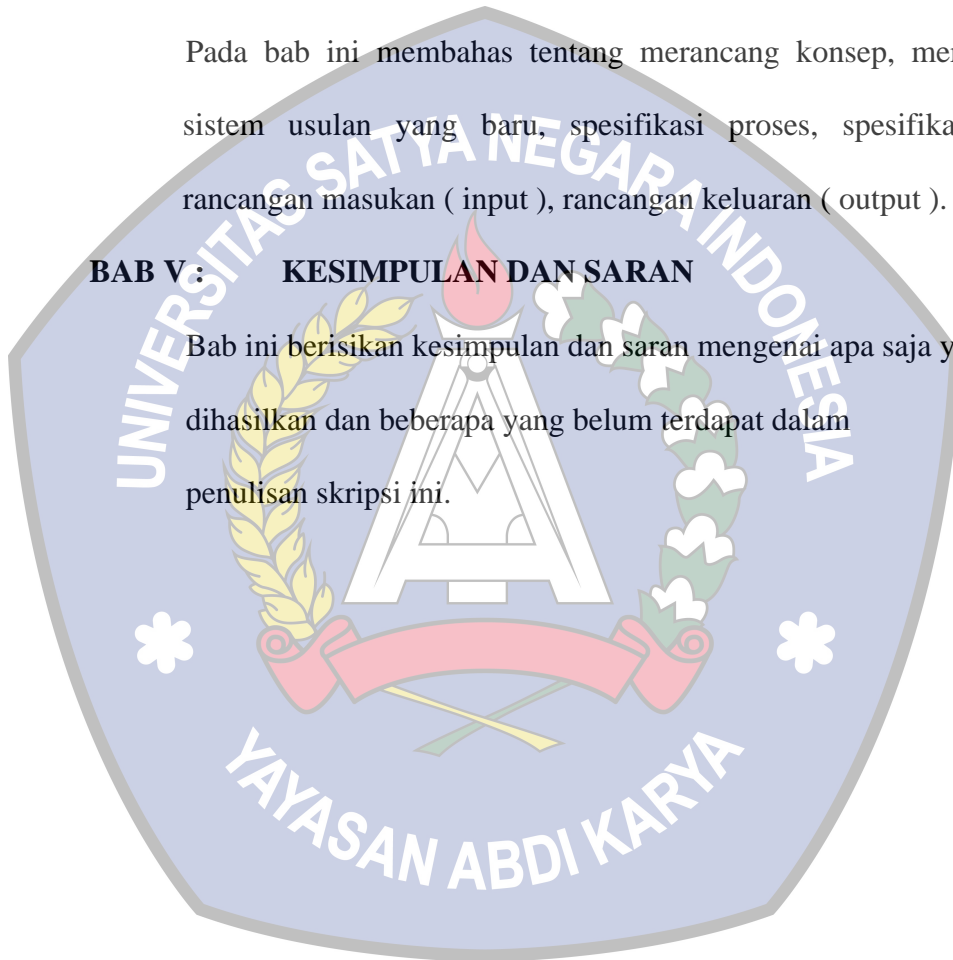 Pada bab ini membahas tentang merancang konsep,
sistem usulan yang baru, spesifikasi proses,
rancangan masukan ( input ), rancangan keluaran ( output ).
BAB V : KESIMPULAN DAN SARAN
Bab ini berisikan kesimpulan dan saran mengenai apa saja
dihasilkan dan beberapa yang belum terdapat dalam
penulisan skripsi ini.
UNIVERSITAS SATYA NEGARA INDONESIA
YAYASAN ABDI KARYA